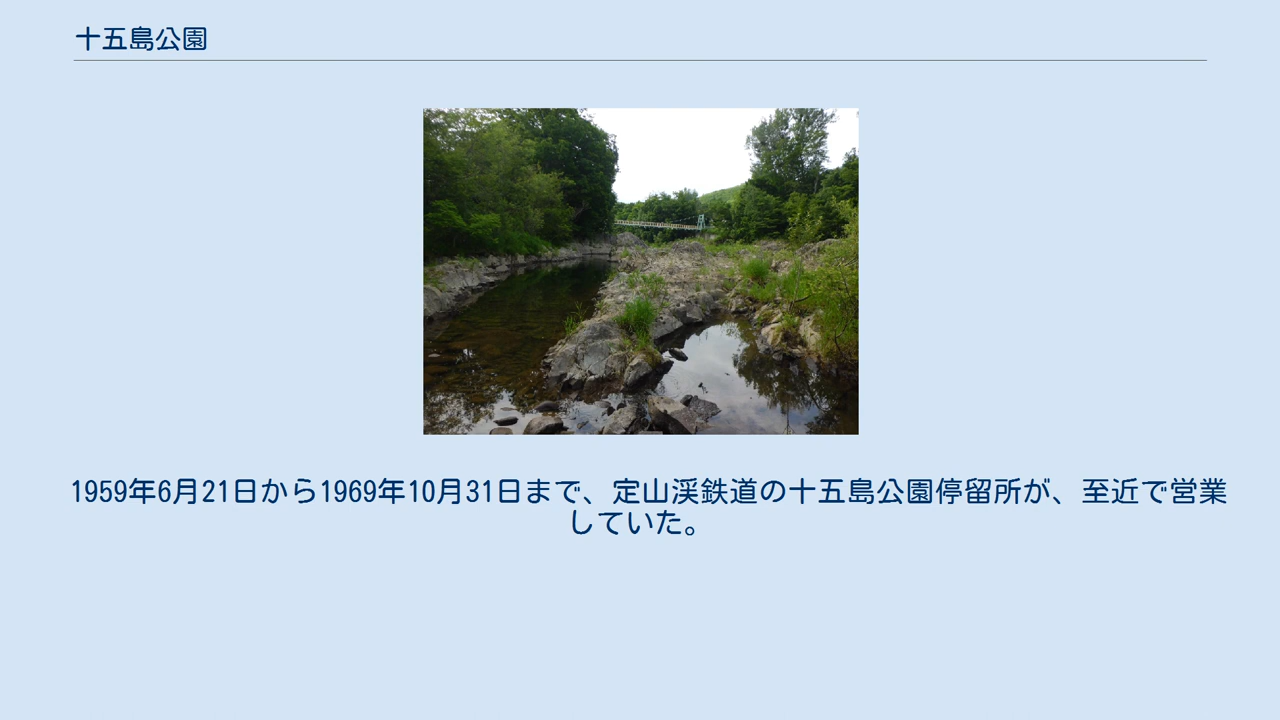 十五島公園
1959年6月21日から1969年10月31日まで、定山渓鉄道の十五島公園停留所が、至近で営業
していた。